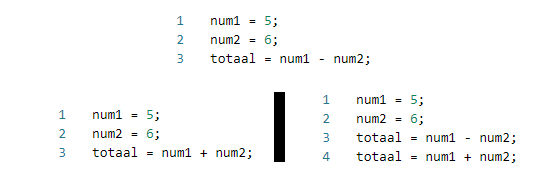 1 num1 = 5;
2 num2 = 6;
3 totaal = num1 - num2;
1 num1 = 5;
2 num2 = 6;
3 totaal = num1 + num2;
1 num1 = 5;
2 num2 = 6;
3 totaal = num1 - num2;
4 totaal = num1 + num2;